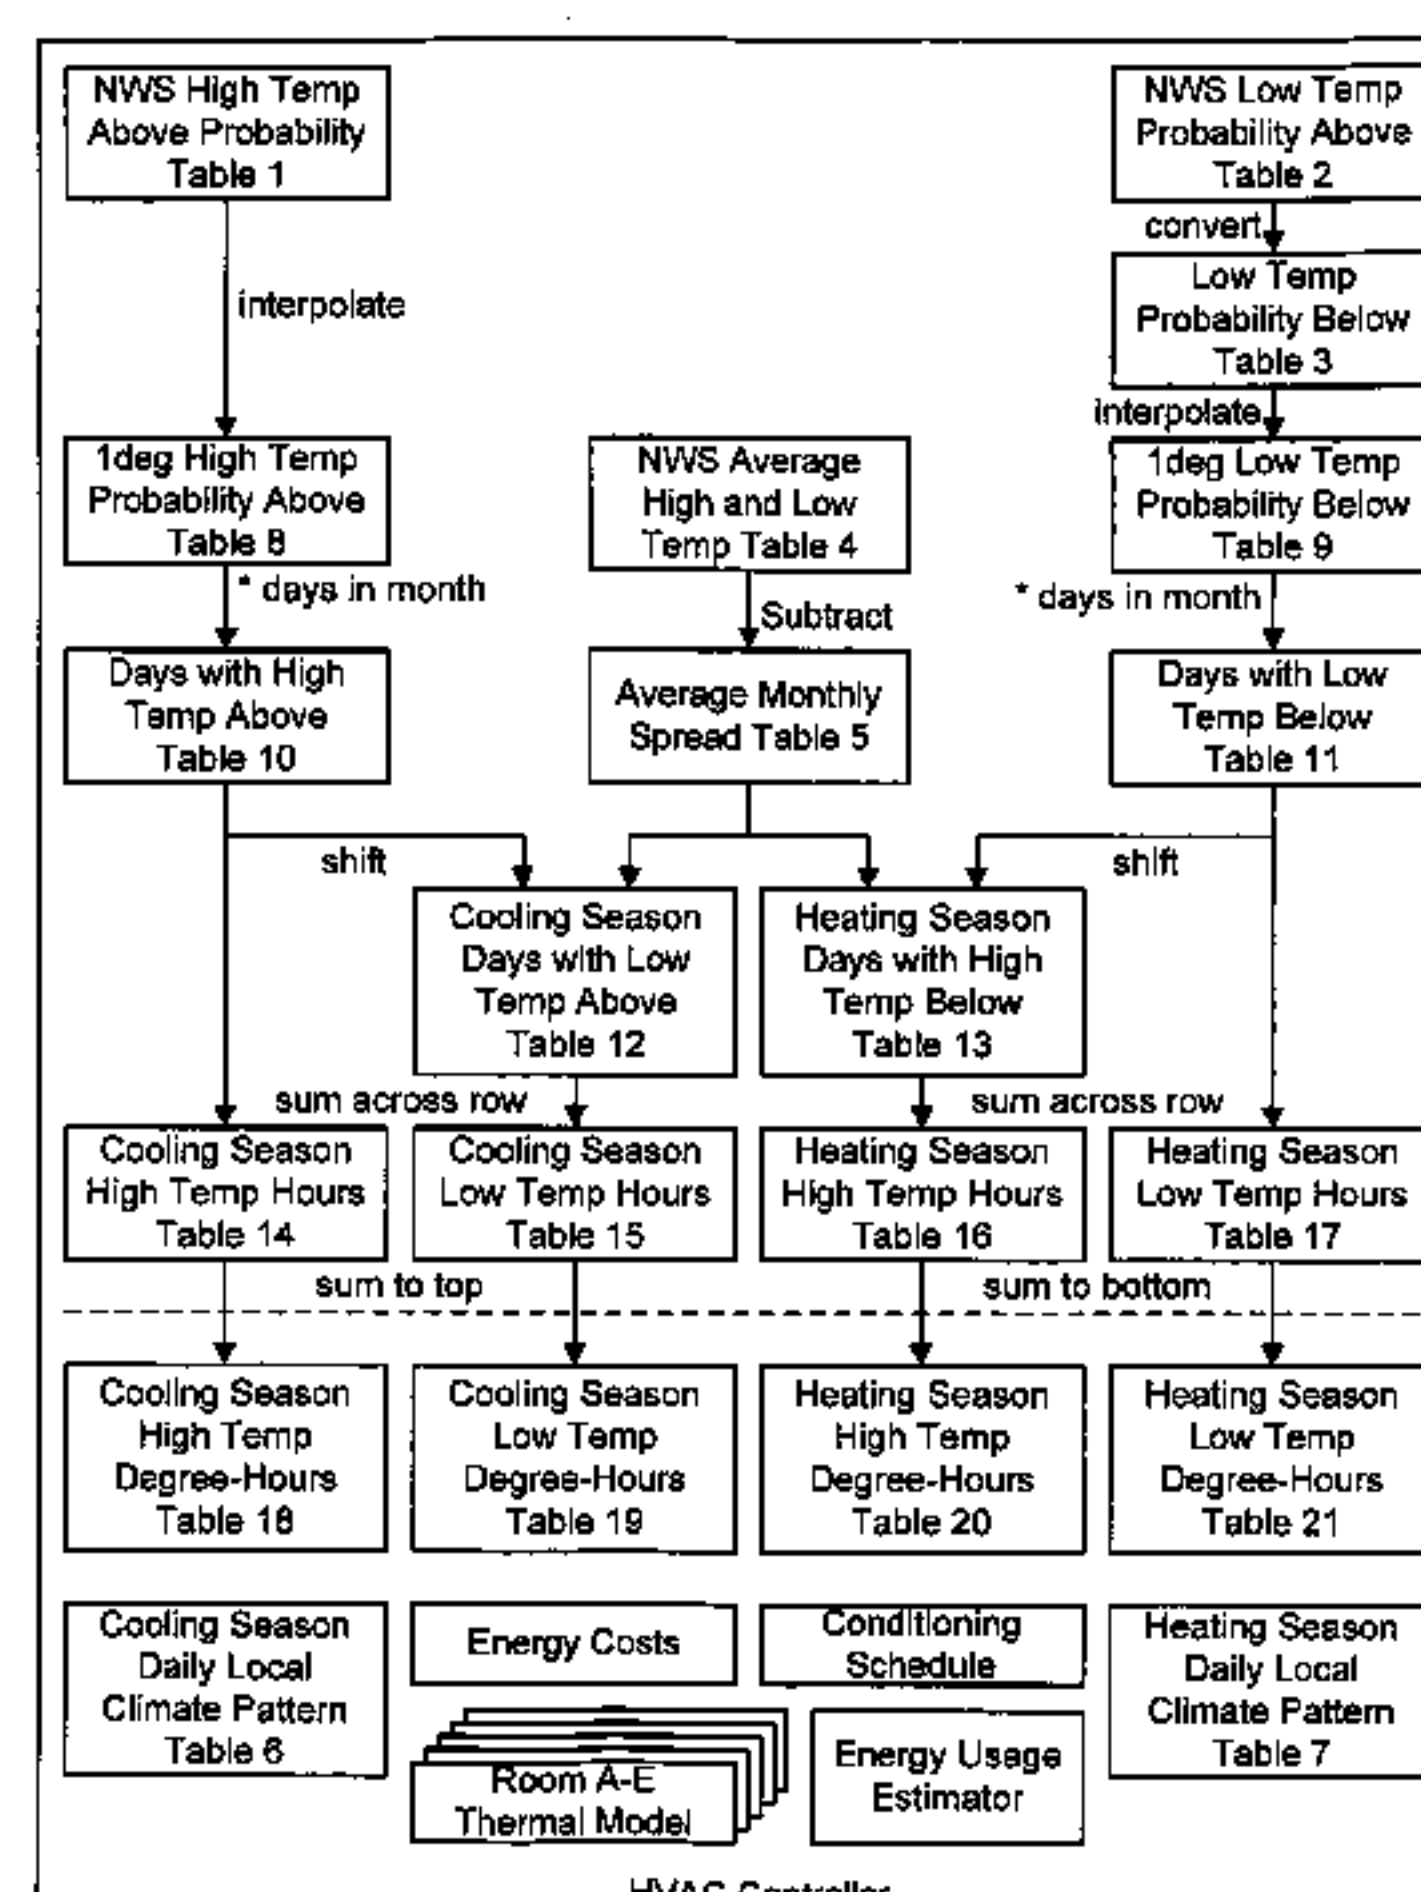 NWS High Temp
Above Probability
Table 1
NWS Low Temp
Probability Above
Table 2
convert
Low Temp
Probability Below
Table 3
interpolate
interpolate
1deg High Temp
Probability Above
Table 8
NWS Average
High and Low
Temp Table 4
1deg Low Temp
Probability Below
Table 9
* days in month
Subtract
* days in month
Days with High
Temp Above
Table 10
Average Monthly
Spread Table 5
Days with Low
Temp Below
Table 11
shift
shift
Cooling Season
Days with Low
Temp Above
Table 12
Heating Season
Days with High
Temp Below
Table 13
sum across row
sum across row
Cooling Season
High Temp Hours
Table 14
Cooling Season
Low Temp Hours
Table 15
Heating Season
High Temp Hours
Table 16
Heating Season
Low Temp Hours
Table 17
sum to top
sum to bottom
Cooling Season
High Temp
Degree-Hours
Table 18
Cooling Season
Low Temp
Degree-Hours
Table 19
Heating Season
High Temp
Degree-Hours
Table 20
Heating Season
Low Temp
Degree-Hours
Table 21
Cooling Season
Daily Local
Climate Pattern
Table 6
Energy Costs
Conditioning
Schedule
Heating Season
Daily Local
Climate Pattern
Table 7
Room A-E
Thermal Model
Energy Usage
Estimator
HVAC Controller